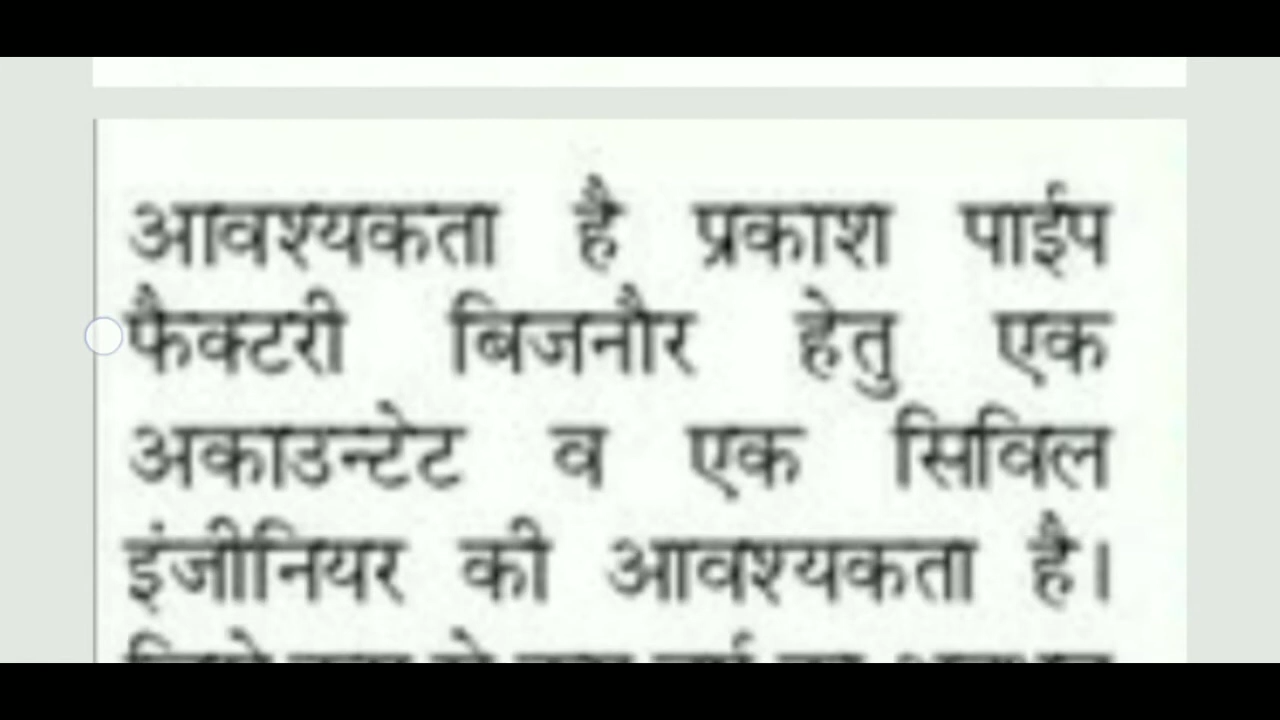 आवश्यकता है प्रकाश पाईप
फैक्टरी बिजनौर हेतु एक
अकाउन्टेट व एक सिविल
इंजीनियर की आवश्यकता है।